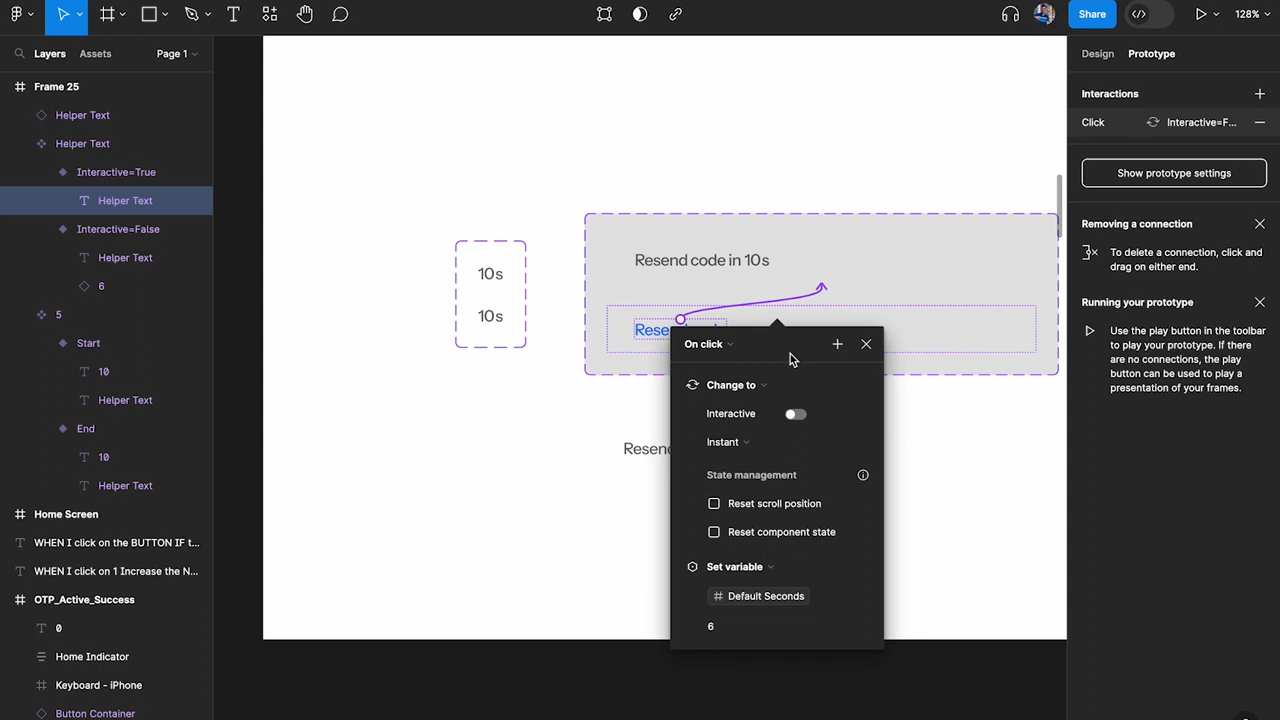 Share
128%
Layers
Assets
Page 1
Frame 25
Helper Text
Helper Text
Interactive=True
Helper Text
Interactive=False
Helper Text
6
5
Start
10
Helper Text
End
10
Helper Text
Home Screen
WHEN I click on the BUTTON IF t...
WHEN I click on 1 Increase the N...
OTP_Active_Success
0
Home Indicator
Keyboard - iPhone
Button Container
10s
10s
Resend code in 10s
Rese
Resend
On click
Change to
Interactive
Instant
State management
Reset scroll position
Reset component state
Set variable
Default Seconds
6
Design
Prototype
Interactions
Click
Interactive=F...
Show prototype settings
Removing a connection
To delete a connection, click and
drag on either end.
Running your prototype
Use the play button in the toolbar
to play your prototype. If there
are no connections, the play
button can be used to play a
presentation of your frames.